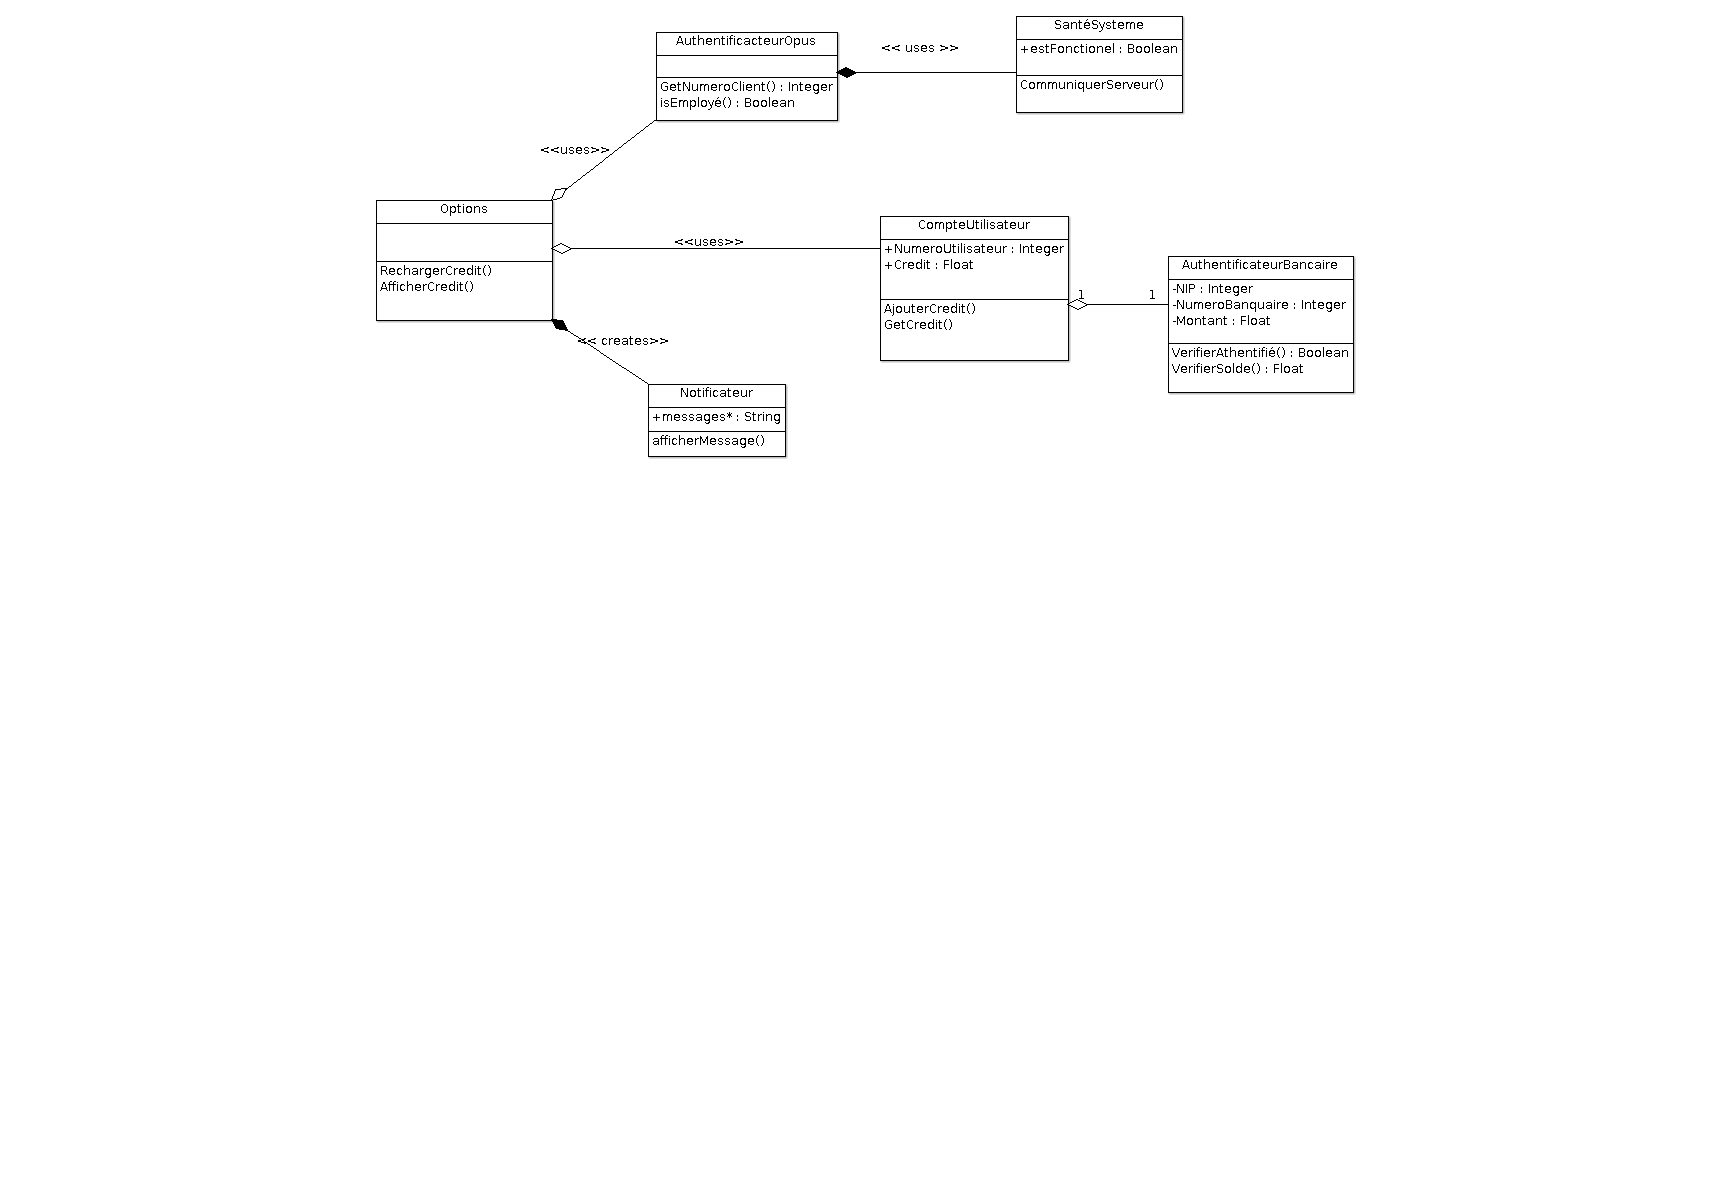 SantéSysteme
+estFonctionel : Boolean
CommuniquerServeur()
<< uses >>
AuthentificacteurOpus
GetNumeroClient() : Integer
isEmployé() : Boolean
<<uses>>
Options
RechargerCredit()
AfficherCredit()
<<uses>>
CompteUtilisateur
+NumeroUtilisateur : Integer
+Credit : Float
AjouterCredit()
GetCredit()
1
1
AuthentificateurBancaire
-NIP : Integer
-NumeroBanquaire : Integer
-Montant : Float
VerifierAthentifié() : Boolean
VerifierSolde() : Float
<< creates>>
Notificateur
+messages* : String
afficherMessage()